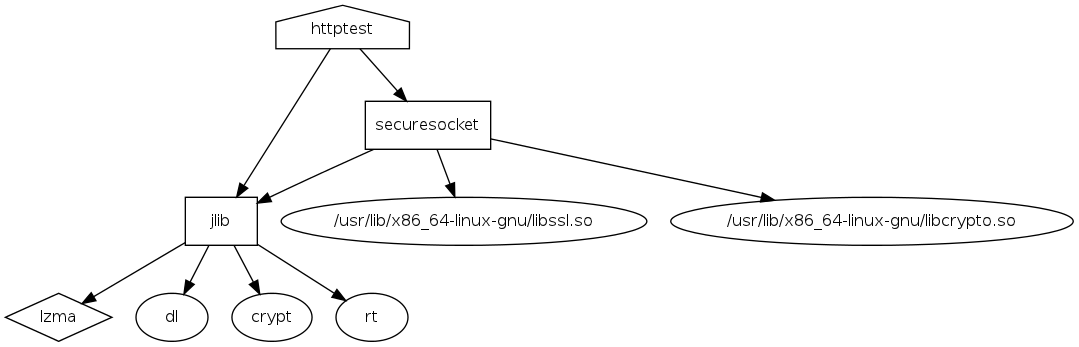 httptest
securesocket
jlib
/usr/lib/x86_64-linux-gnu/libssl.so
/usr/lib/x86_64-linux-gnu/libcrypto.so
lzma
dl
crypt
rt